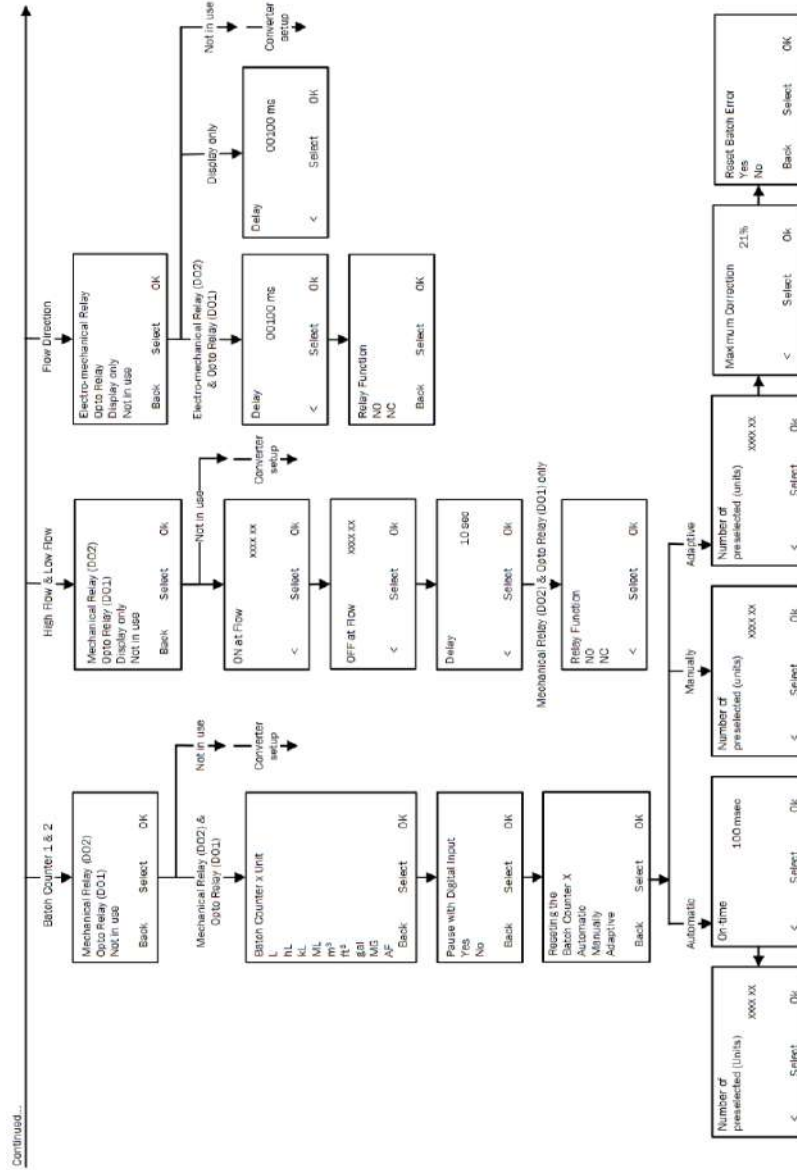 Continued...
Batch Counter 1 & 2
Mechanical Relay (DO2)
Opto Relay (DO1)
Not in use
Back Select OK
Not in use
Converter
setup
Mechanical Relay (DO2) &
Opto Relay (DO1)
Batch Counter x Unit
L
hL
kL
ML
m³
ft³
gal
MG
AF
Back Select OK
Pause with Digital Input
Yes
No
Back Select OK
Reseting the
Batch Counter X
Automatic
Manually
Adaptive
Back Select OK
Automatic
On-time
100 msec
< Select Ok
Number of
preselected (Units)
xxxx.xx
< Select Ok
Manually
Number of
preselected (units)
xxxx.xx
< Select Ok
Adaptive
Number of
preselected (units)
xxxx.xx
< Select Ok
Maximum Correction
21%
< Select Ok
Reset Batch Error
Yes
No
Back Select OK
High Flow & Low Flow
Mechanical Relay (DO2)
Opto Relay (DO1)
Display only
Not in use
Back Select Ok
Not in use
Converter
setup
ON at Flow
xxxx.xx
< Select Ok
OFF at Flow
xxxx.xx
< Select Ok
Delay
10 sec
< Select Ok
Mechanical Relay (DO2) & Opto Relay (DO1) only
Relay Function
NO
NC
< Select Ok
Flow Direction
Electro-mechanical Relay
Opto Relay
Display only
Not in use
Back Select OK
Electro-mechanical Relay (DO2)
& Opto Relay (DO1)
Delay
00100 ms
< Select OK
Relay Function
NO
NC
Back Select OK
Display only
Delay
00100 ms
< Select OK
Not in use
Converter
setup